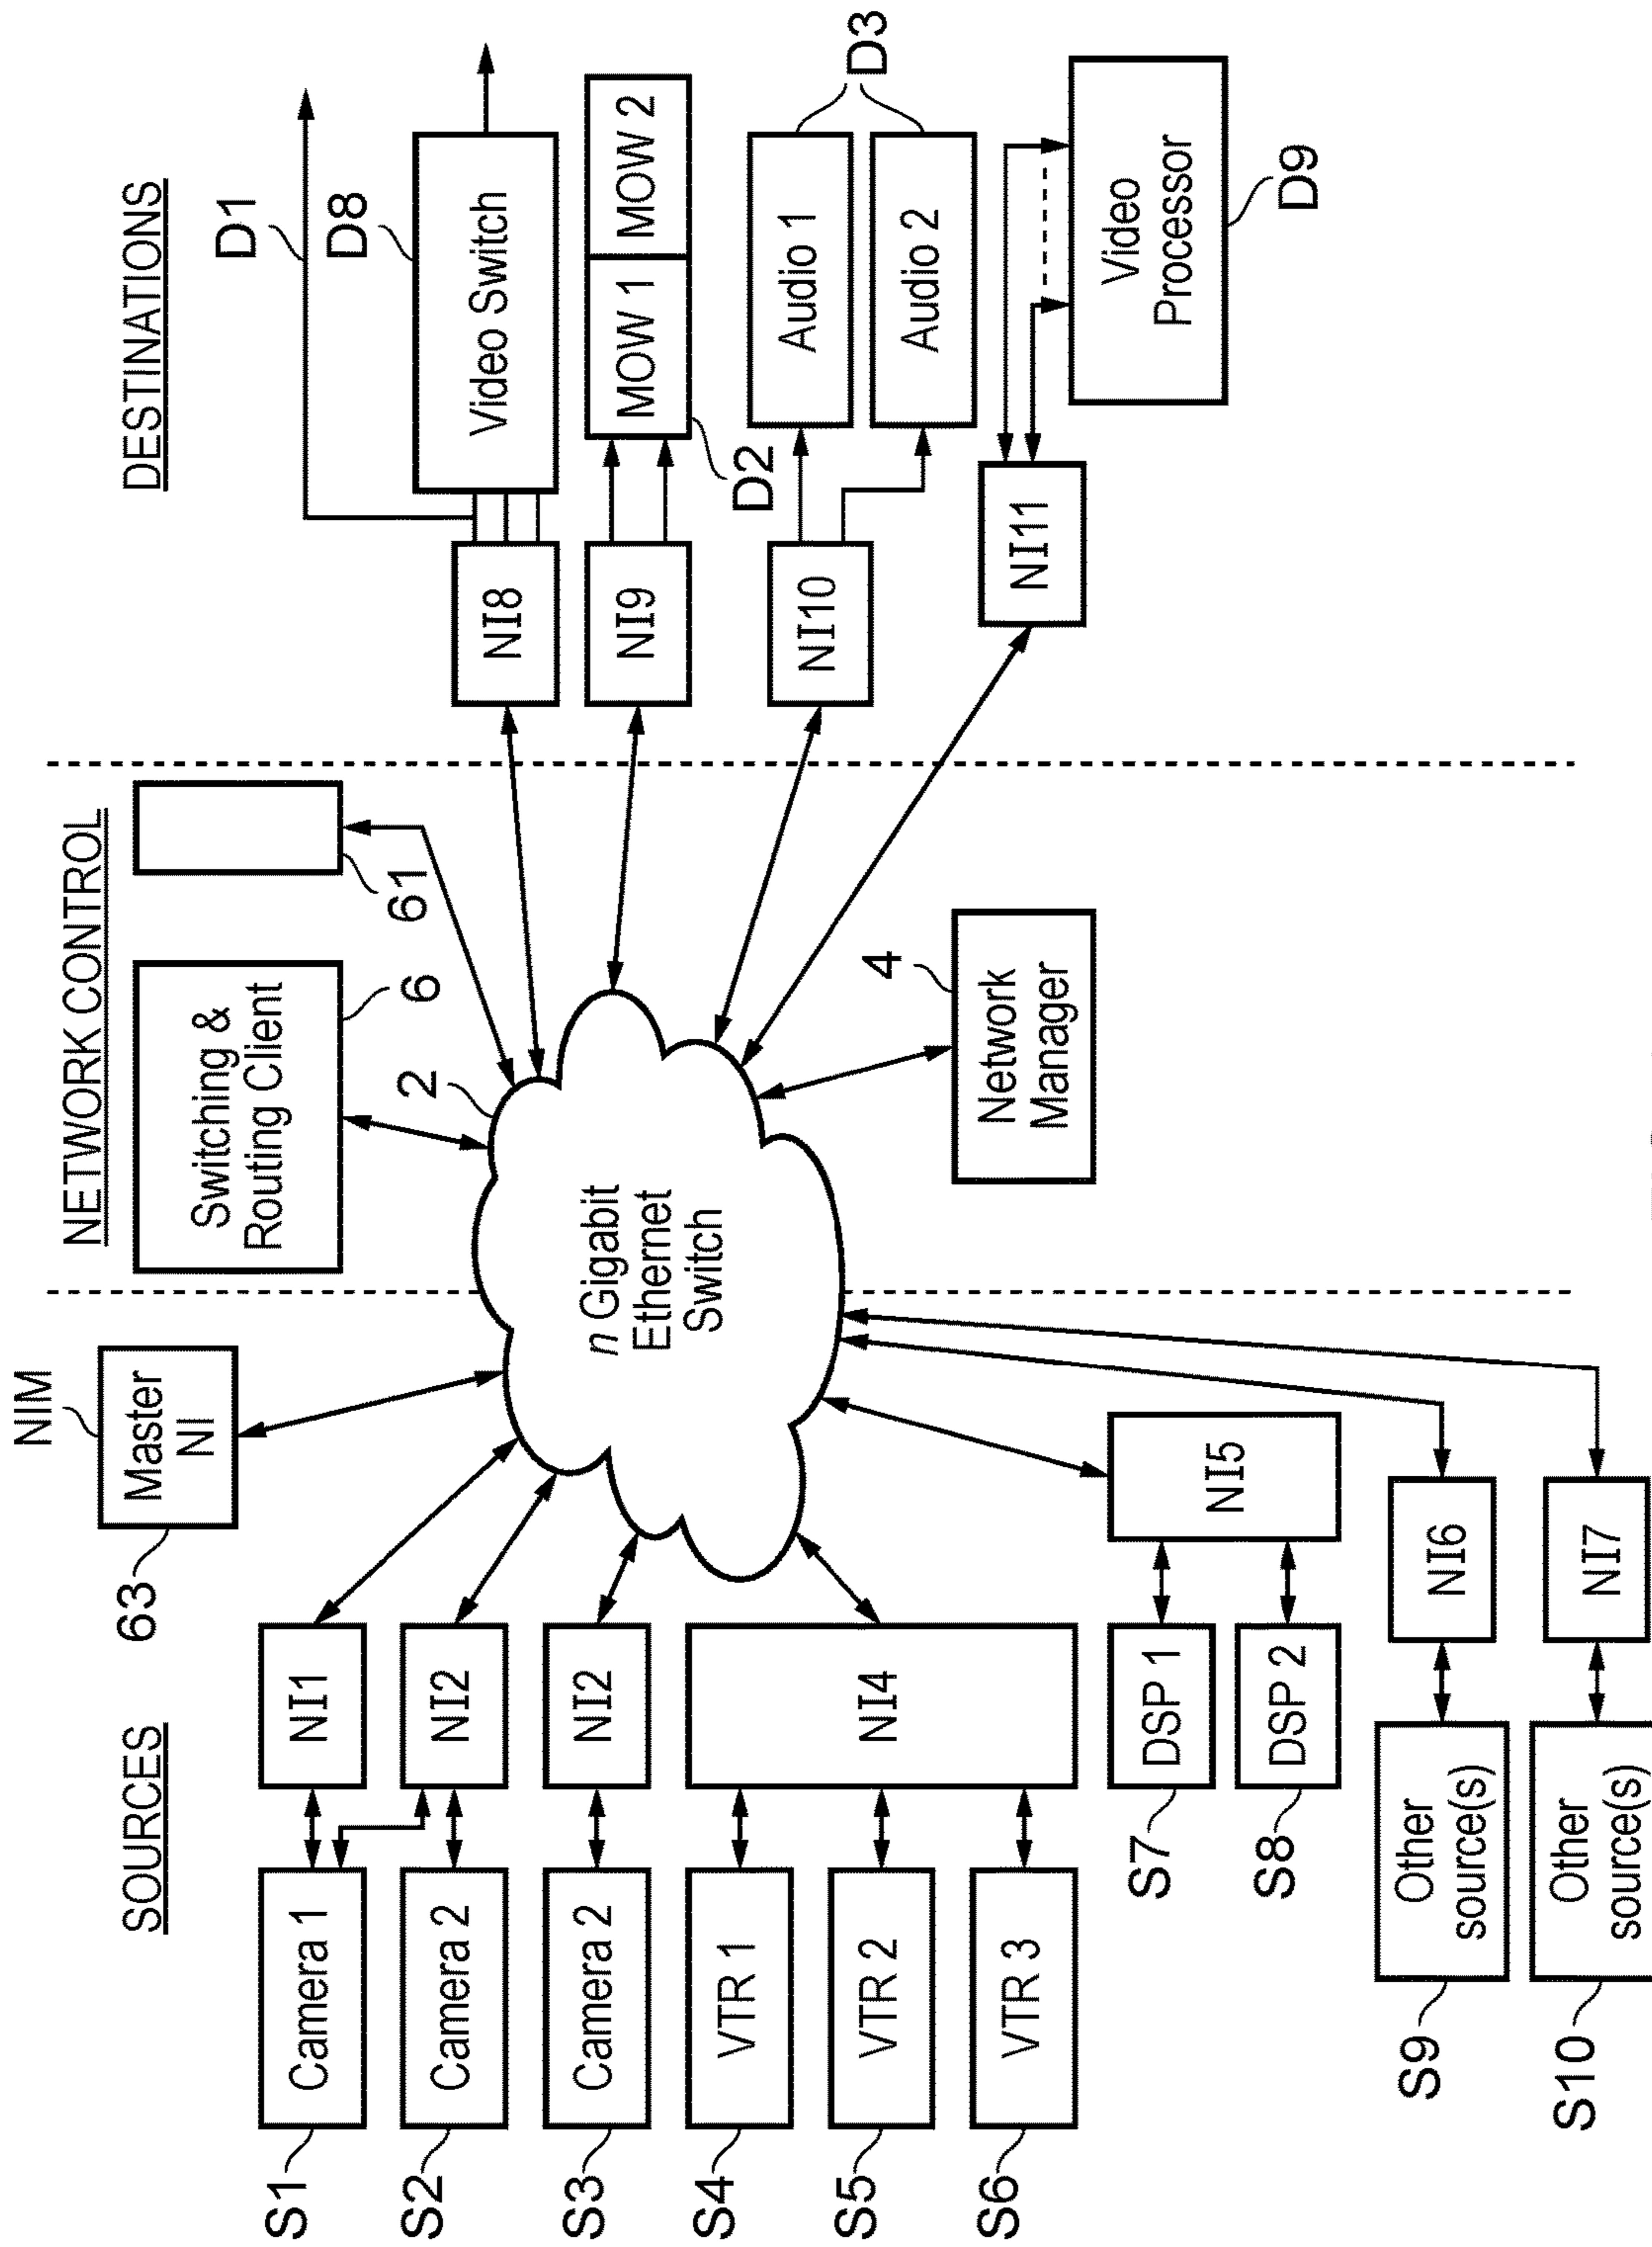 SOURCES
NETWORK CONTROL
DESTINATIONS
NIM
Master
NI
63
S1
Camera 1
NI1
S2
Camera 2
NI2
S3
Camera 2
NI2
S4
VTR 1
NI4
S5
VTR 2
S6
VTR 3
S7
DSP 1
NI5
S8
DSP 2
S9
Other
source(s)
NI6
S10
Other
source(s)
NI7
Switching &
Routing Client
6
61
2
n Gigabit
Ethernet
Switch
4
Network
Manager
D1
D8
NI8
Video Switch
NI9
MOW 1
MOW 2
D2
NI10
Audio 1
Audio 2
D3
NI11
Video
Processor
D9